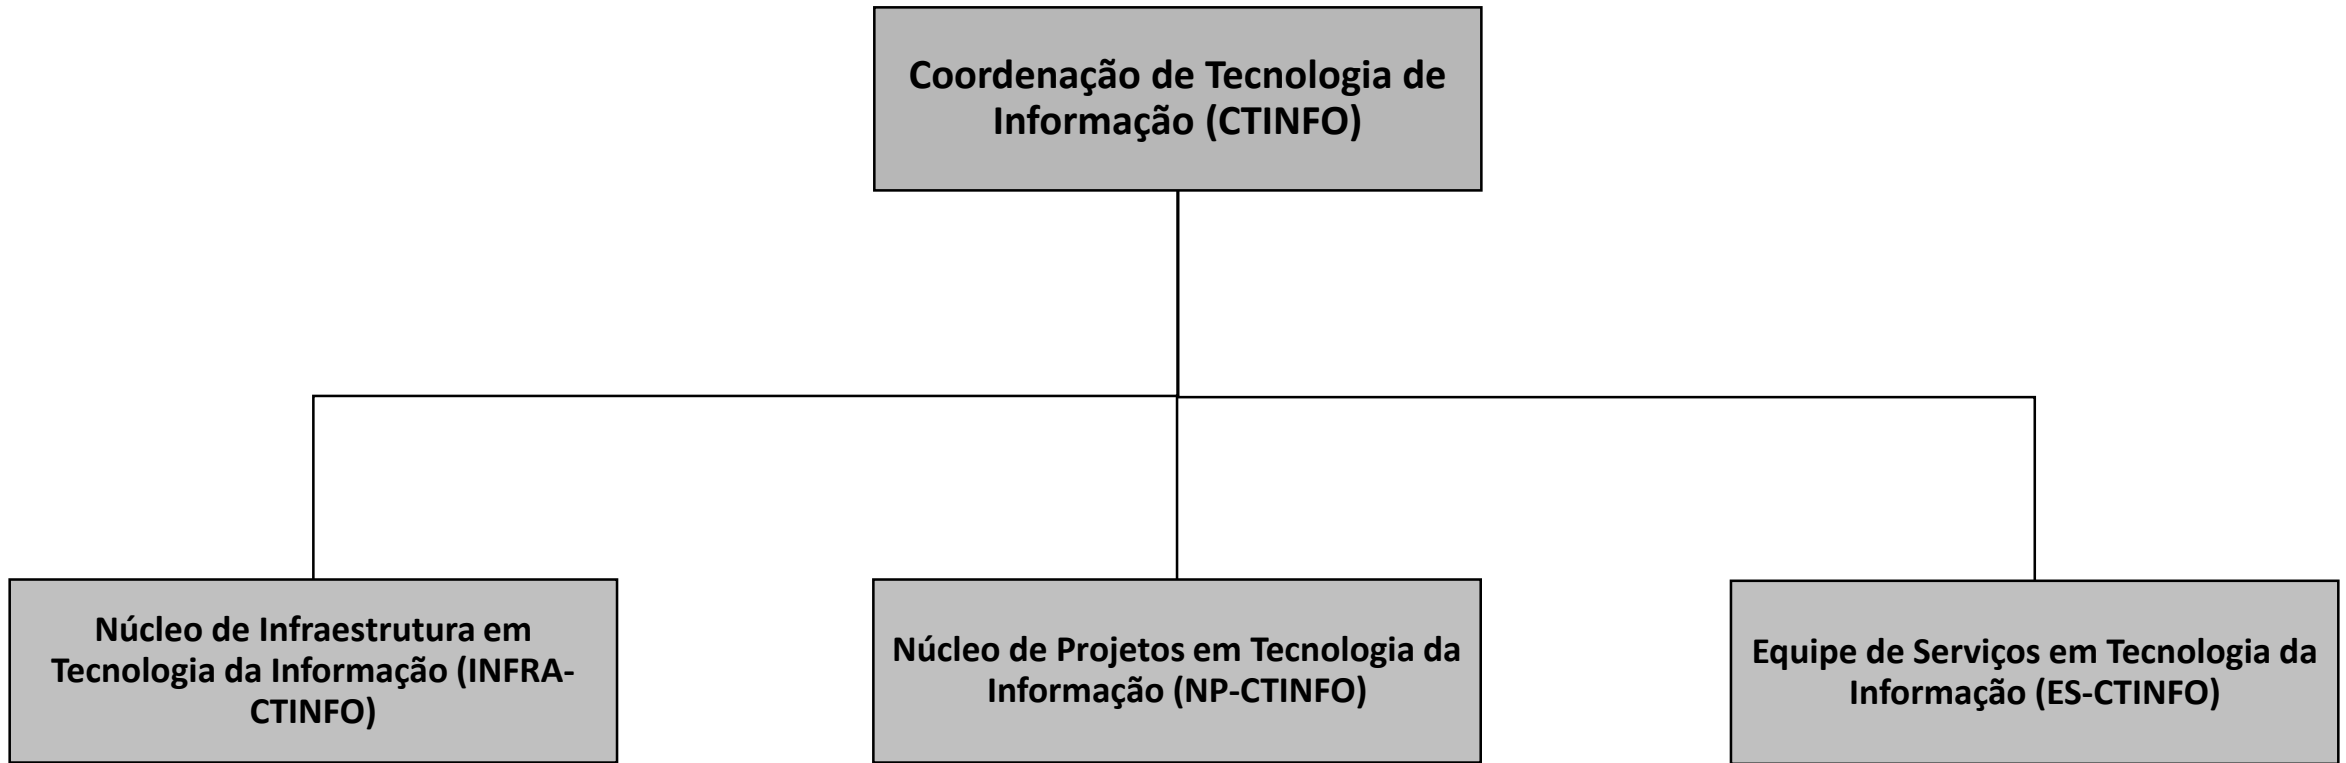 Coordenação de Tecnologia de
Informação (CTINFO)
Núcleo de Infraestrutura em
Tecnologia da Informação (INFRA-
CTINFO)
Núcleo de Projetos em Tecnologia da
Informação (NP-CTINFO)
Equipe de Serviços em Tecnologia da
Informação (ES-CTINFO)